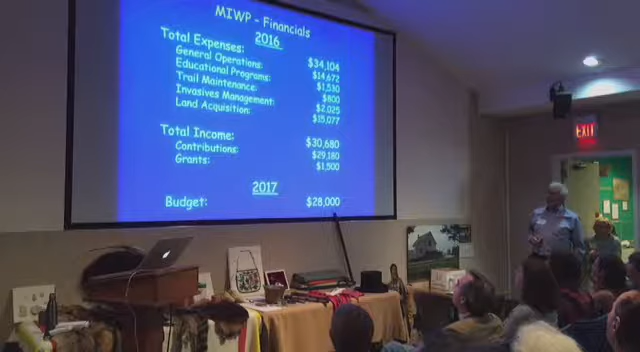 MIWP - Financials
2016
Total Expenses: $34,104
General Operations: $14,672
Educational Programs: $1,530
Trail Maintenance: $800
Invasives Management: $2,025
Land Acquisition: $15,077
Total Income: $30,680
Contributions: $29,180
Grants: $1,500
2017
Budget: $28,000
EXIT